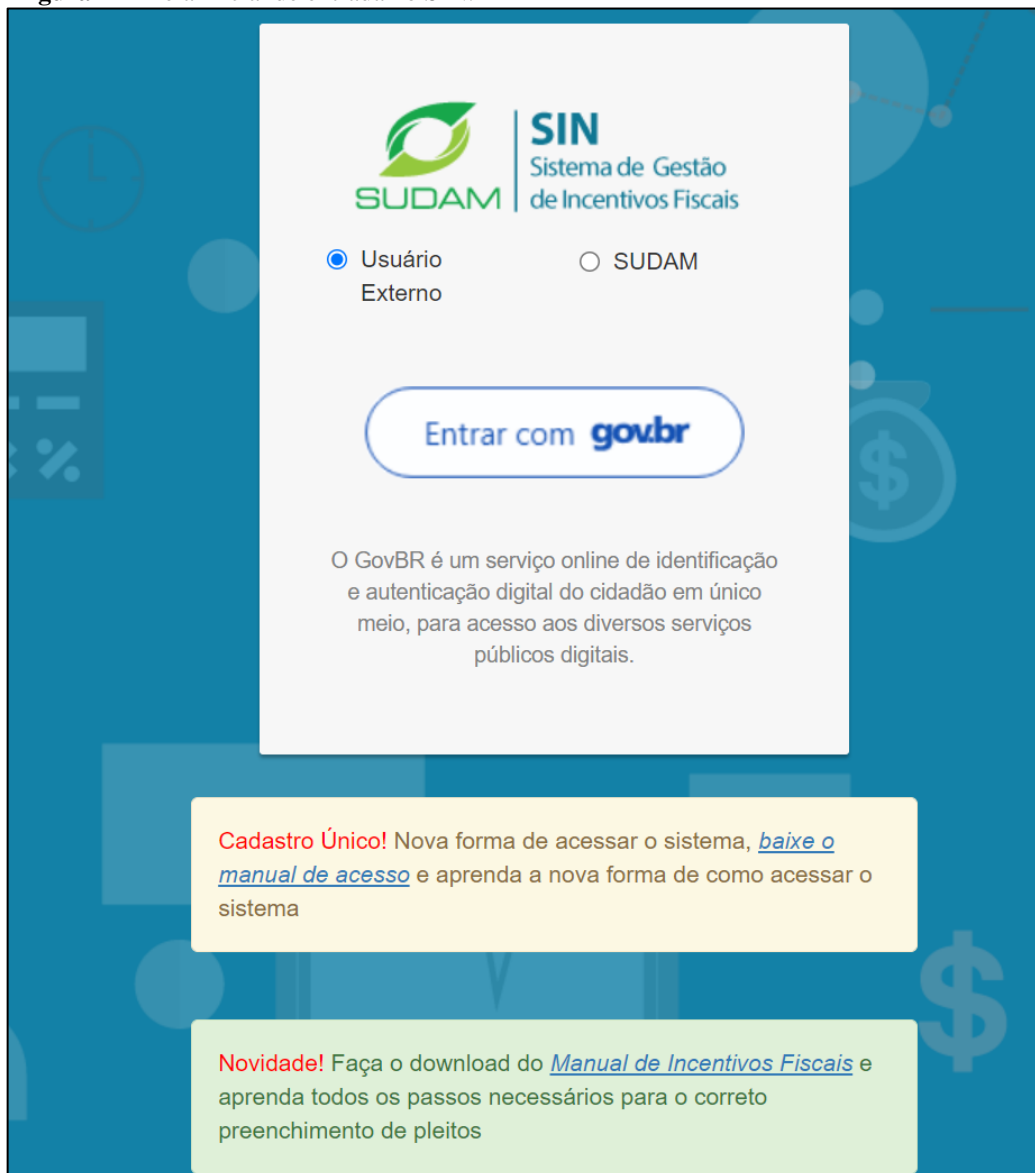 SIN
Sistema de Gestão
de Incentivos Fiscais
SUDAM
Usuário
Externo
SUDAM
Entrar com gov.br
O GovBR é um serviço online de identificação
e autenticação digital do cidadão em único
meio, para acesso aos diversos serviços
públicos digitais.
Cadastro Único! Nova forma de acessar o sistema, baixe o
manual de acesso e aprenda a nova forma de como acessar o
sistema
Novidade! Faça o download do Manual de Incentivos Fiscais e
aprenda todos os passos necessários para o correto
preenchimento de pleitos